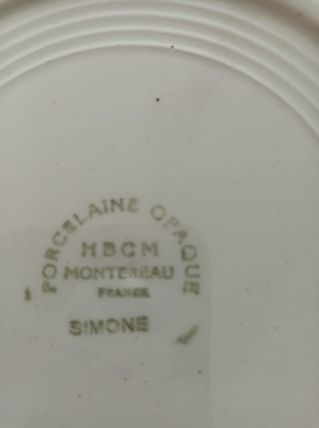 PORCELAINE OPAQUE
HBCM
MONTEREAU
FRANCE
SIMONE